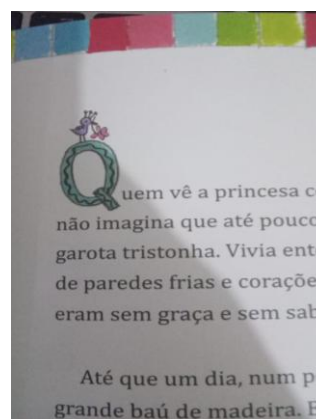 Quem vê a princesa c
não imagina que até pouco
garota tristonha. Vivia ent
de paredes frias e coraçõe
eram sem graça e sem sab
Até que um dia, num p
grande baú de madeira. E